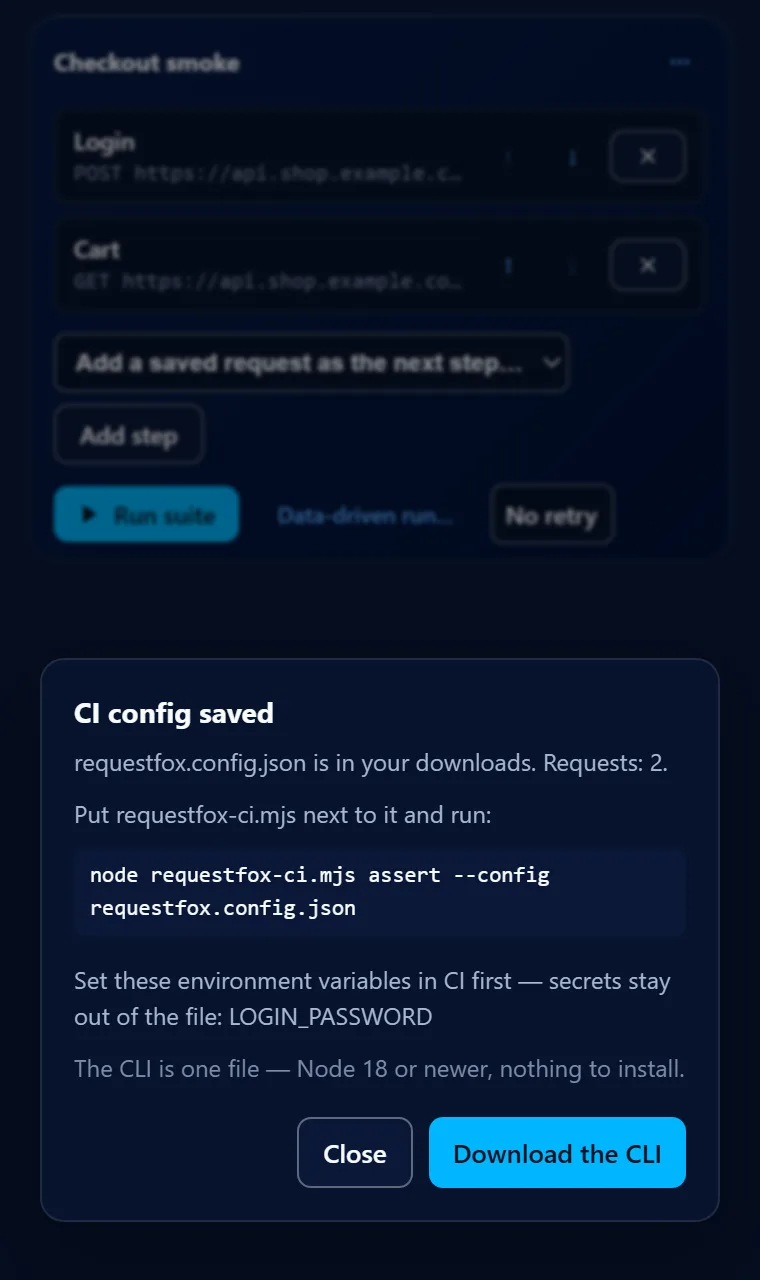 Checkout smoke
Login
POST https://api.shop.example.c…
Cart
GET https://api.shop.example.co…
Add a saved request as the next step…
Add step
Run suite
Data-driven run…
No retry
CI config saved
requestfox.config.json is in your downloads. Requests: 2.
Put requestfox-ci.mjs next to it and run:
node requestfox-ci.mjs assert --config
requestfox.config.json
Set these environment variables in CI first — secrets stay
out of the file: LOGIN_PASSWORD
The CLI is one file — Node 18 or newer, nothing to install.
Close
Download the CLI